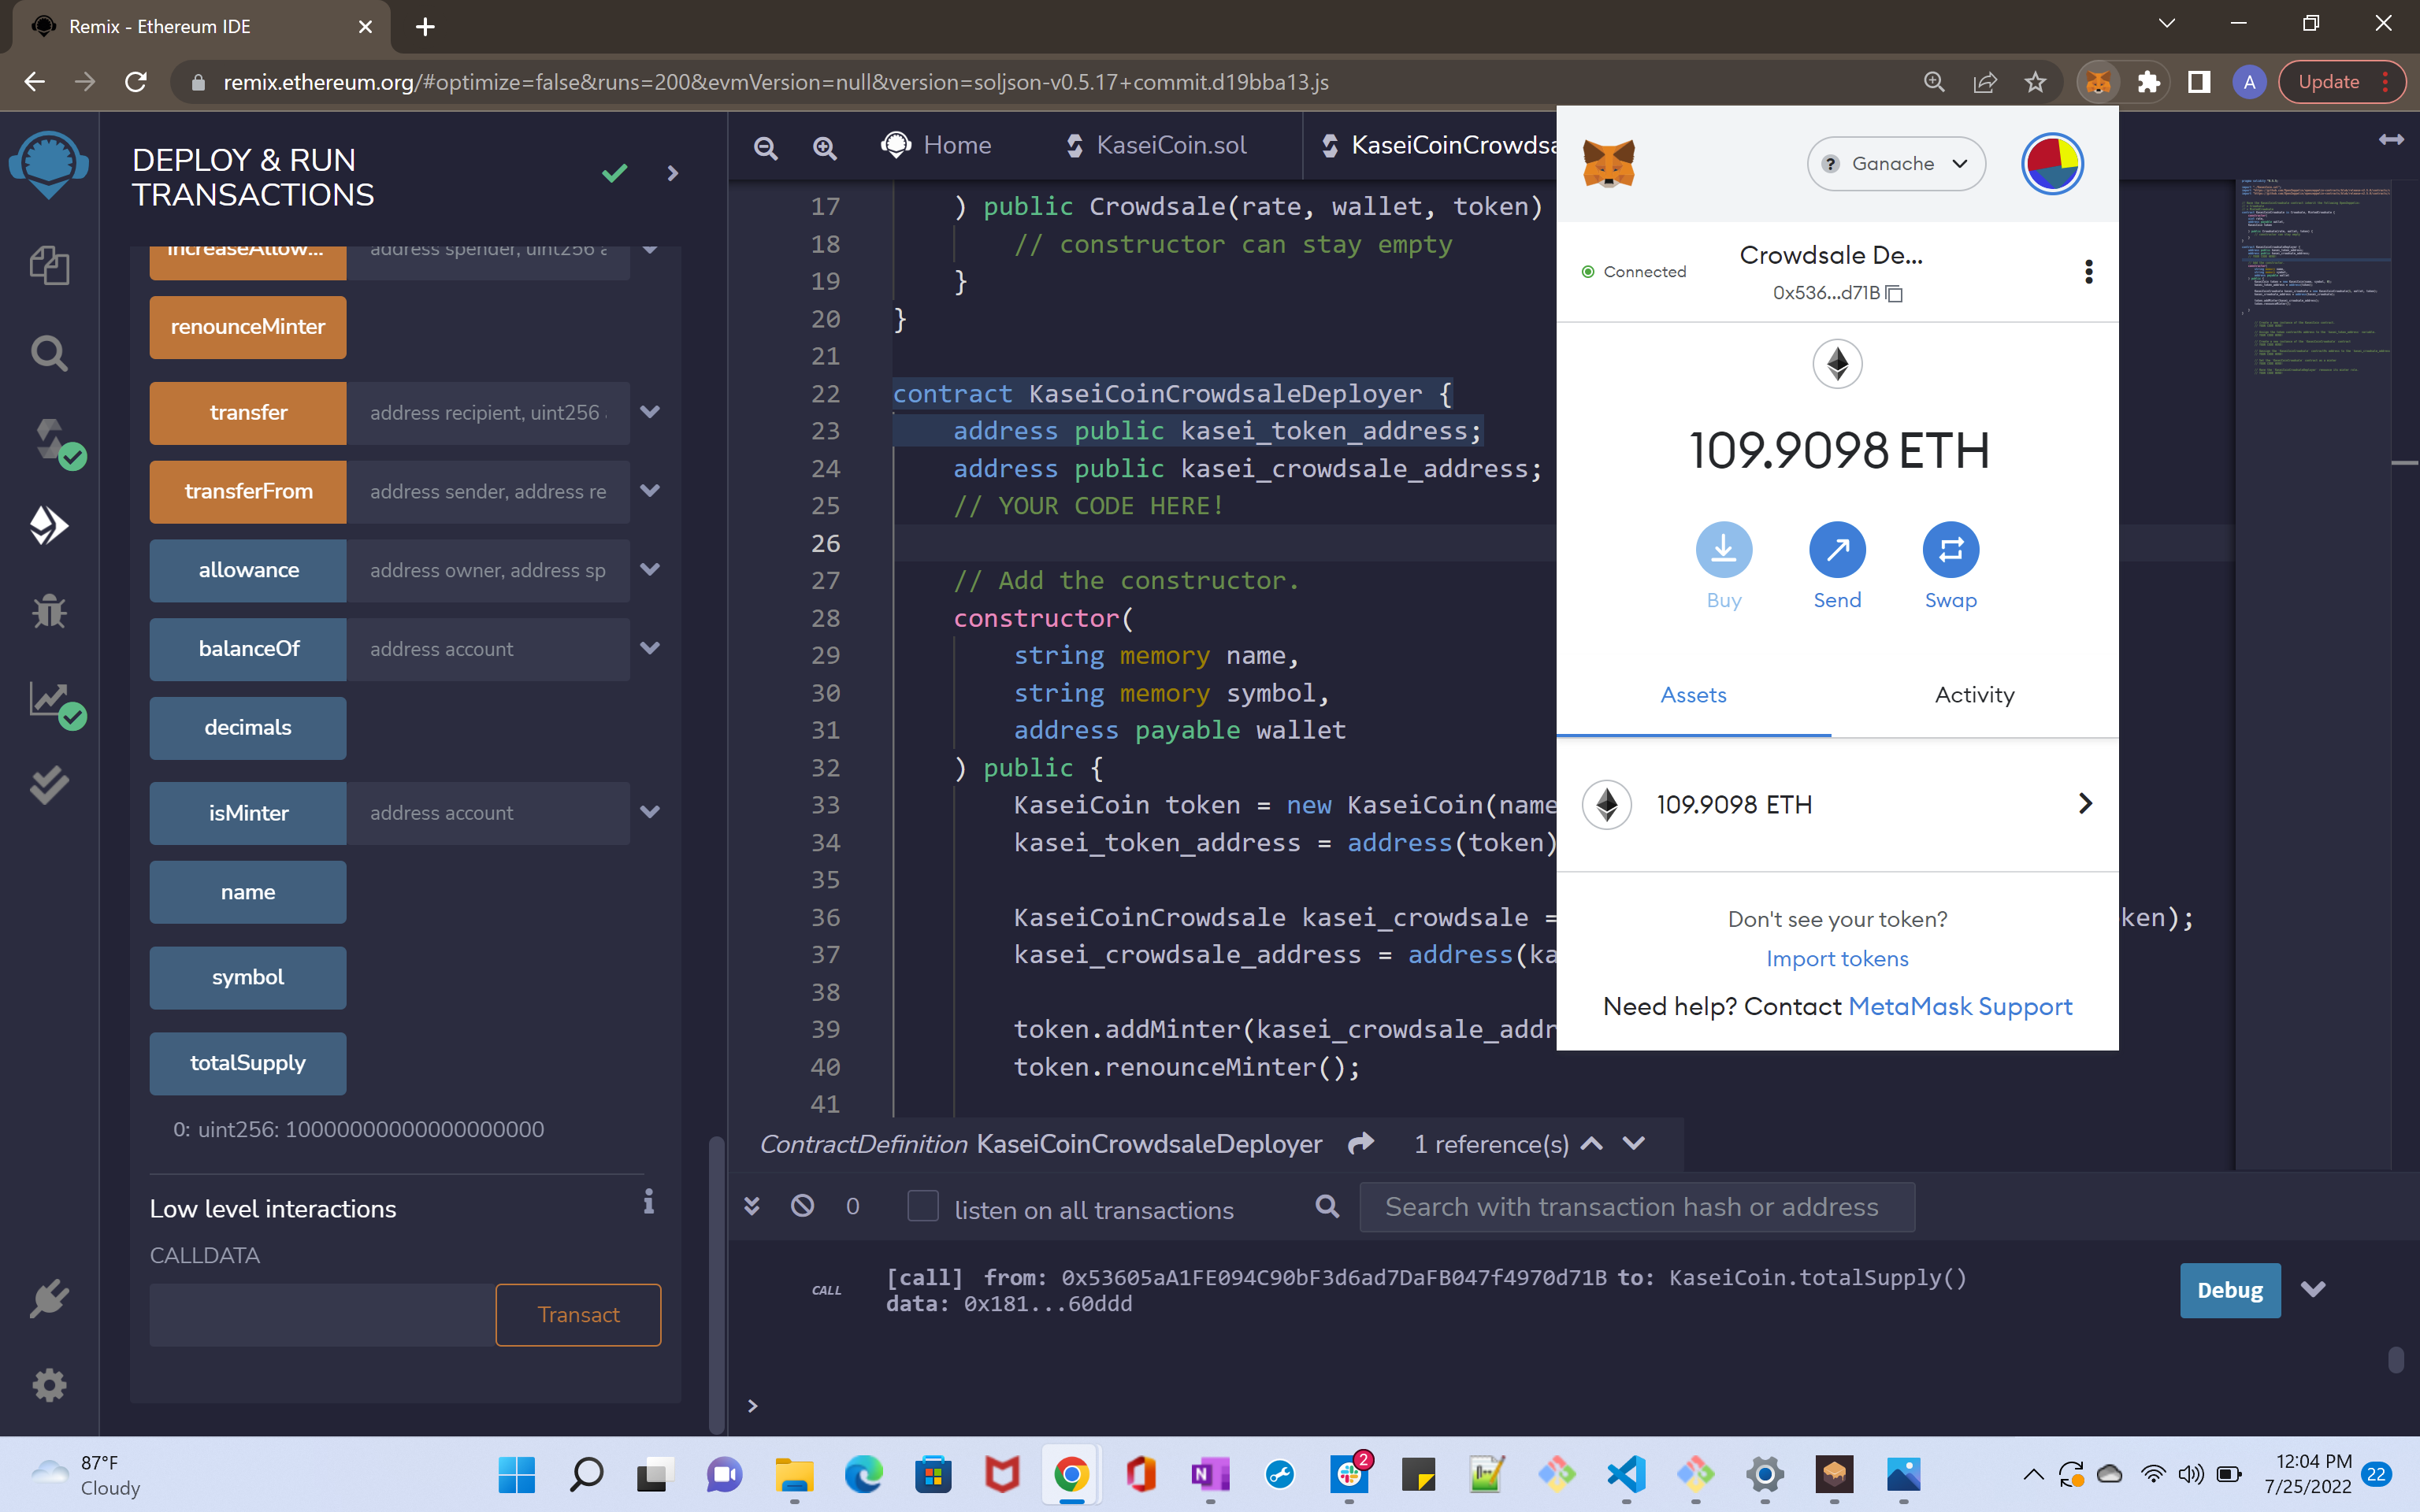 Remix - Ethereum IDE
remix.ethereum.org/#optimize=false&runs=200&evmVersion=null&version=soljson-v0.5.17+commit.d19bba13.js
A
Update
DEPLOY & RUN
TRANSACTIONS
increaseAllow...
address spender, uint256 a
renounceMinter
transfer
address recipient, uint256
transferFrom
address sender, address re
allowance
address owner, address sp
balanceOf
address account
decimals
isMinter
address account
name
symbol
totalSupply
0: uint256: 10000000000000000000
Low level interactions
CALLDATA
Transact
Home
KaseiCoin.sol
KaseiCoinCrowdsa
17 ) public Crowdsale(rate, wallet, token)
18 // constructor can stay empty
19 }
20 }
21
22 contract KaseiCoinCrowdsaleDeployer {
23 address public kasei_token_address;
24 address public kasei_crowdsale_address;
25 // YOUR CODE HERE!
26
27 // Add the constructor.
28 constructor(
29 string memory name,
30 string memory symbol,
31 address payable wallet
32 ) public {
33 KaseiCoin token = new KaseiCoin(name
34 kasei_token_address = address(token)
35
36 KaseiCoinCrowdsale kasei_crowdsale = ken);
37 kasei_crowdsale_address = address(ka
38
39 token.addMinter(kasei_crowdsale_addr
40 token.renounceMinter();
41
ContractDefinition KaseiCoinCrowdsaleDeployer 1 reference(s)
0 listen on all transactions
Search with transaction hash or address
CALL
[call] from: 0x53605aA1FE094C90bF3d6ad7DaFB047f4970d71B to: KaseiCoin.totalSupply()
data: 0x181...60ddd
Debug
>
Ganache
Connected
Crowdsale De...
0x536...d71B
109.9098 ETH
Buy
Send
Swap
Assets
Activity
109.9098 ETH
Don't see your token?
Import tokens
Need help? Contact MetaMask Support
87°F
Cloudy
2
12:04 PM
7/25/2022
22